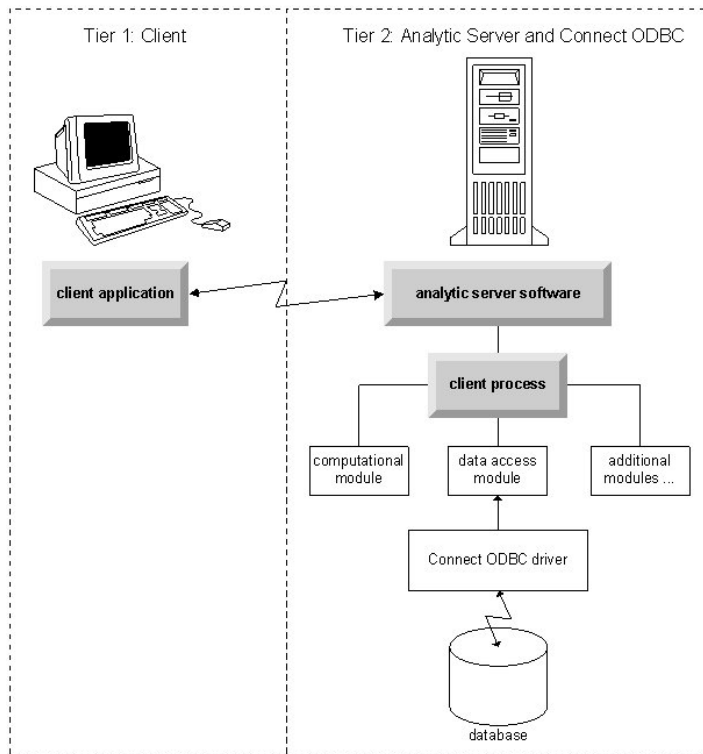 Tier 1: Client
Tier 2: Analytic Server and Connect ODBC
client application
analytic server software
client process
computational
module
data access
module
additional
modules ...
Connect ODBC driver
database